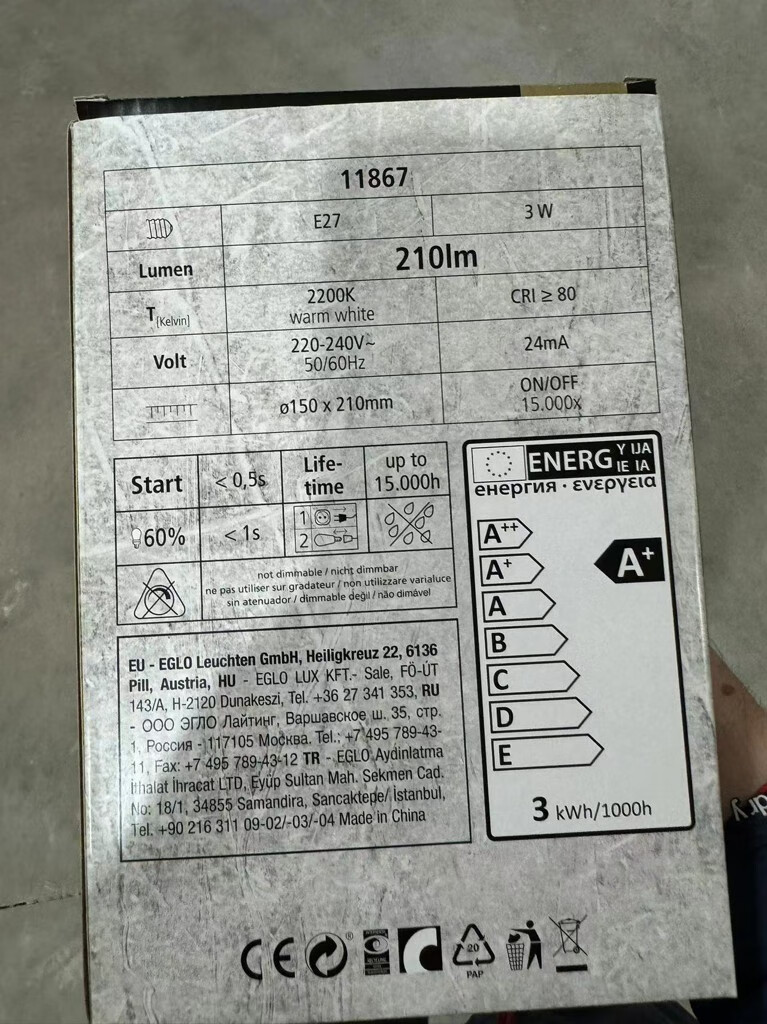 11867
E27
3 W
Lumen
210lm
T[Kelvin]
2200K
warm white
CRI ≥ 80
Volt
220-240V~
50/60Hz
24mA
ø150 x 210mm
ON/OFF
15.000x
Start
< 0,5s
Life-
time
up to
15.000h
60%
< 1s
1
2
not dimmable / nicht dimmbar
ne pas utiliser sur gradateur / non utilizzare varialuce
sin atenuador / dimmable değil / não dimável
EU - EGLO Leuchten GmbH, Heiligkreuz 22, 6136
Pill, Austria, HU - EGLO LUX KFT.- Sale, FÖ-ÚT
143/A, H-2120 Dunakeszi, Tel. +36 27 341 353, RU
- ООО ЭГЛО Лайтинг, Варшавское ш. 35, стр.
1, Россия - 117105 Москва. Tel.: +7 495 789-43-
11, Fax: +7 495 789-43-12 TR - EGLO Aydinlatma
İthalat İhracat LTD, Eyüp Sultan Mah. Sekmen Cad.
No: 18/1, 34855 Samandira, Sancaktepe/ İstanbul,
Tel. +90 216 311 09-02/-03/-04 Made in China
ENERG Y IJA
IE IA
енергия · ενεργεια
A++
A+
A
B
C
D
E
A+
3 kWh/1000h
CE
®
20
PAP